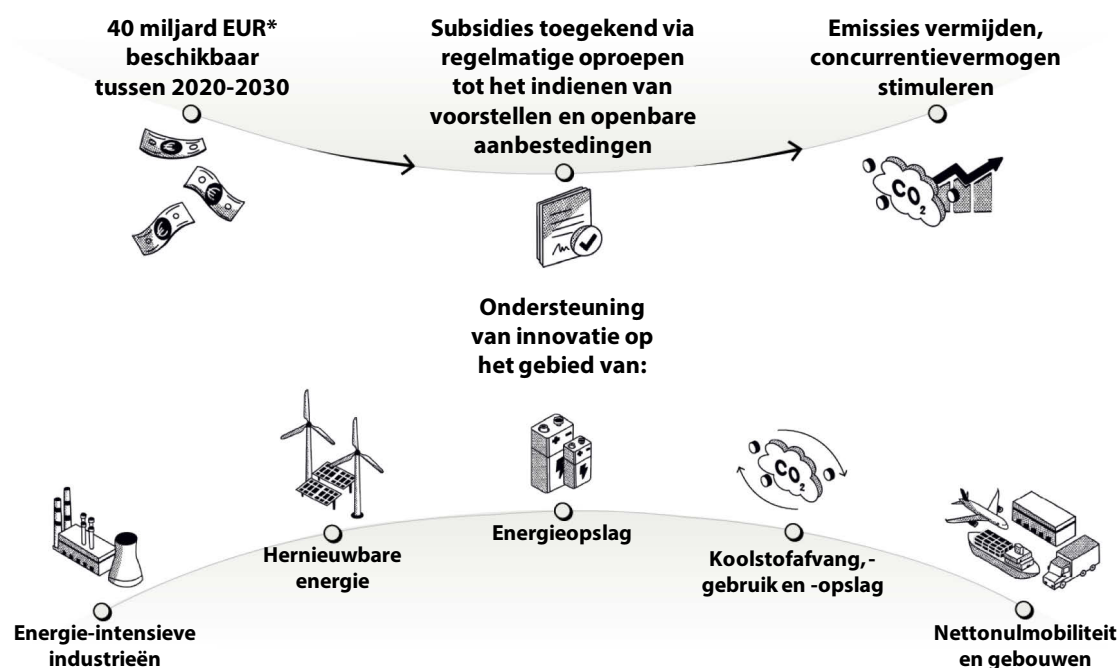 40 miljard EUR*
beschikbaar
tussen 2020-2030
Subsidies toegekend via
regelmatige oproepen
tot het indienen van
voorstellen en openbare
aanbestedingen
Emissies vermijden,
concurrentievermogen
stimuleren
CO2
Ondersteuning
van innovatie op
het gebied van:
CO2
Energie-intensieve
industrieën
Hernieuwbare
energie
Energieopslag
Koolstofafvang,-
gebruik en -opslag
Nettonulmobiliteit
en gebouwen